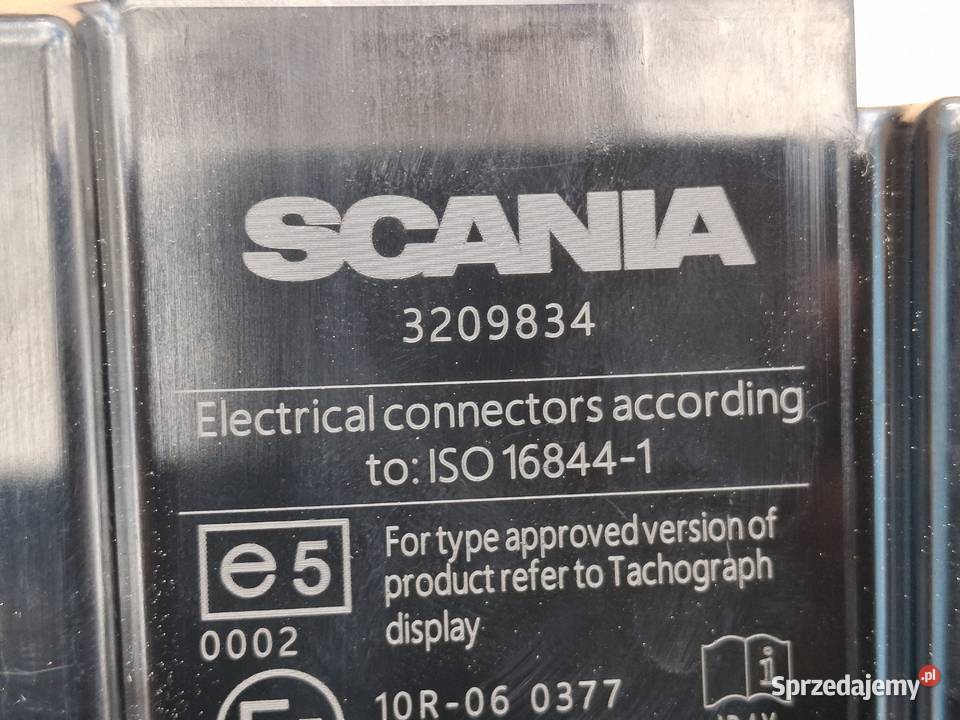 SCANIA
3209834
Electrical connectors according
to: ISO 16844-1
e5
For type approved version of
product refer to Tachograph
display
0002
10R-06 0377
i
Sprzedajemy.pl